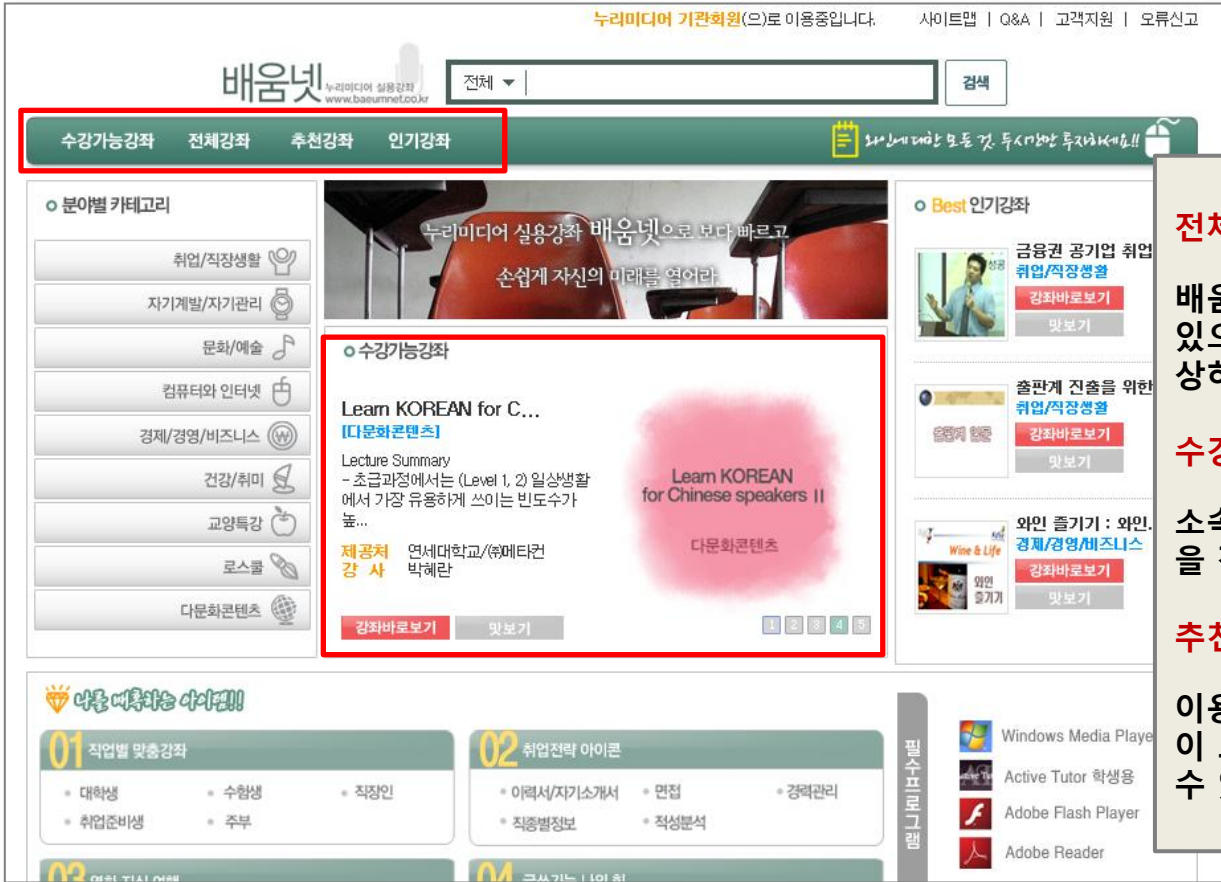 누리미디어 기관회원(으)로 이용중입니다.
사이트맵 | Q&A | 고객지원 | 오류신고
배움넷 누리미디어 실용강좌
www.baeumnet.co.kr
전체
검색
수강가능강좌 전체강좌 추천강좌 인기강좌
와인에 대한 모든 것. 두시간만 투자하세요!!
분야별 카테고리
취업/직장생활
자기계발/자기관리
문화/예술
컴퓨터와 인터넷
경제/경영/비즈니스
건강/취미
교양특강
로스쿨
다문화콘텐츠
누리미디어 실용강좌 배움넷으로 보다 빠르고
손쉽게 자신의 미래를 열어라
수강가능강좌
Learn KOREAN for C...
[다문화콘텐츠]
Lecture Summary
- 초급과정에서는 (Level 1, 2) 일상생활
에서 가장 유용하게 쓰이는 빈도수가
높...
제공처 연세대학교/㈜메타컨
강 사 박혜란
강좌바로보기 맛보기
Learn KOREAN
for Chinese speakers II
다문화콘텐츠
1 2 3 4 5
Best 인기강좌
금융권 공기업 취업
취업/직장생활
강좌바로보기
맛보기
출판계 진출을 위한
취업/직장생활
강좌바로보기
맛보기
출판계 입문
와인 즐기기 : 와인.
경제/경영/비즈니스
강좌바로보기
맛보기
Wine & Life
와인
즐기기
전체
배움
있으
상하
수강
소속
을
추천
이용
이
수
나를 매혹하는 아이템!!
01 직업별 맞춤강좌
대학생 수험생 직장인
취업준비생 주부
02 취업전략 아이콘
이력서/자기소개서 면접 경력관리
직종별정보 적성분석
03
04
필수프로그램
Windows Media Playe
Active Tutor 학생용
Adobe Flash Player
Adobe Reader